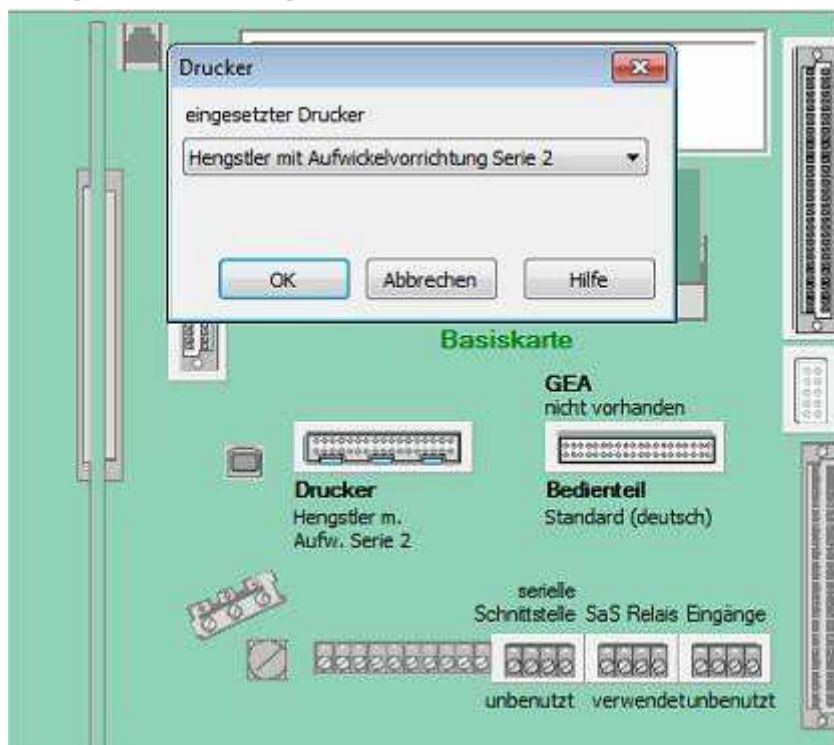 Drucker
eingesetzter Drucker
Hengstler mit Aufwickelvorrichtung Serie 2
OK Abbrechen Hilfe
Basiskarte
GEA
nicht vorhanden
Drucker
Hengstler m.
Aufw. Serie 2
Bedienteil
Standard (deutsch)
serielle
Schnittstelle SaS Relais Eingänge
unbenutzt verwendet unbenutzt